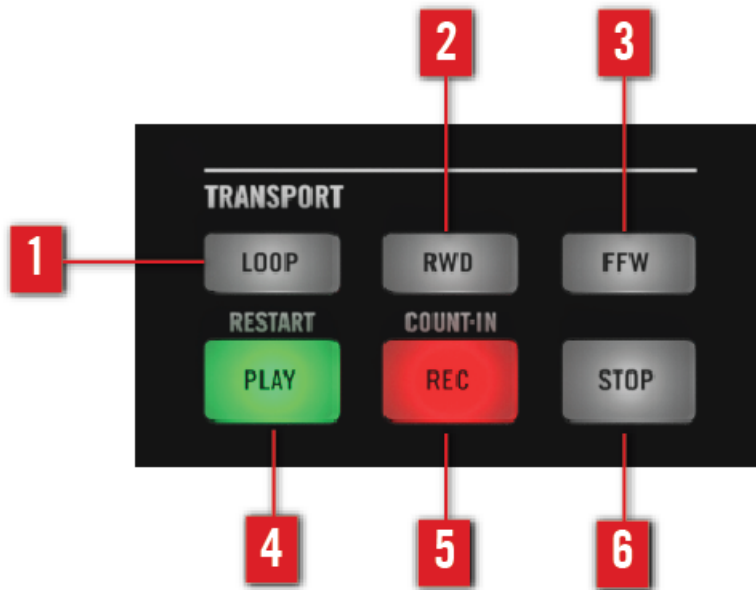 2 3
TRANSPORT
1 LOOP RWD FFW
RESTART COUNT-IN
PLAY REC STOP
4 5 6